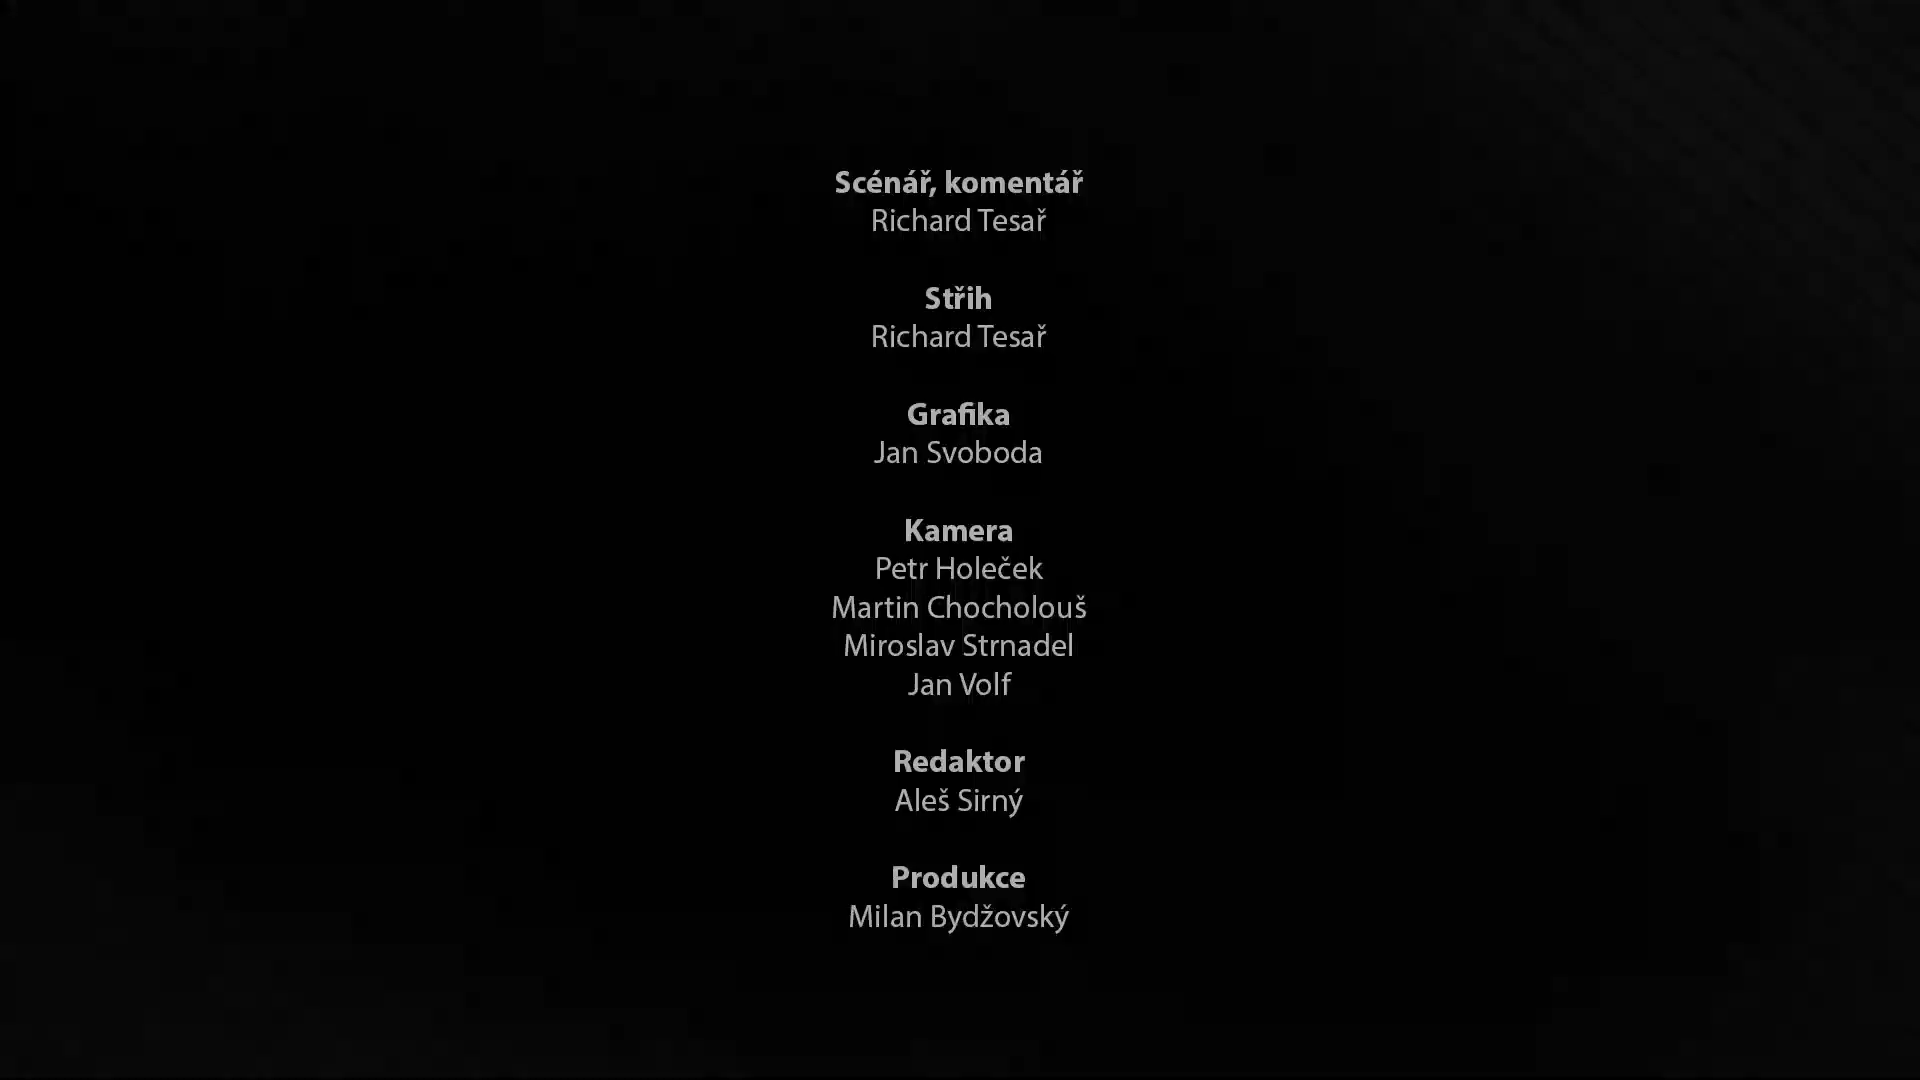 Scénář, komentář
Richard Tesař
Střih
Richard Tesař
Grafika
Jan Svoboda
Kamera
Petr Holeček
Martin Chocholouš
Miroslav Strnadel
Jan Volf
Redaktor
Aleš Sirný
Produkce
Milan Bydžovský